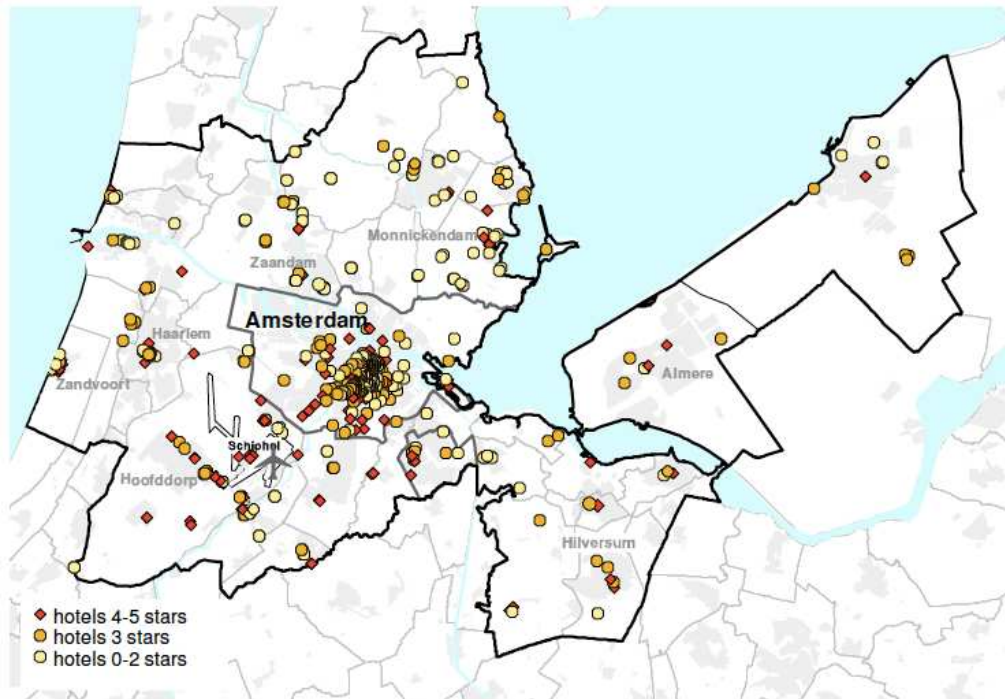 Monnickendam
Zaandam
Amsterdam
Haarlem
Zandvoort
Almere
Schiphol
Hoofddorp
Hilversum
hotels 4-5 stars
hotels 3 stars
hotels 0-2 stars